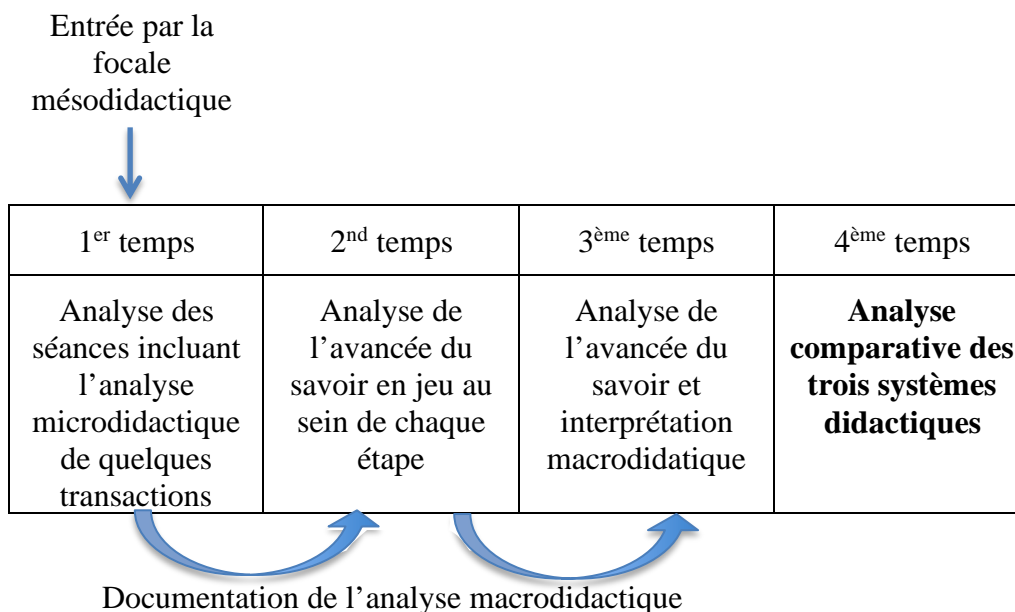 Entrée par la
focale
mésodidactique
1er temps
2nd temps
3ème temps
4ème temps
Analyse des
séances incluant
l’analyse
microdidactique
de quelques
transactions
Analyse de
l’avancée du
savoir en jeu au
sein de chaque
étape
Analyse de
l’avancée du
savoir et
interprétation
macrodidatique
Analyse
comparative des
trois systèmes
didactiques
Documentation de l’analyse macrodidactique